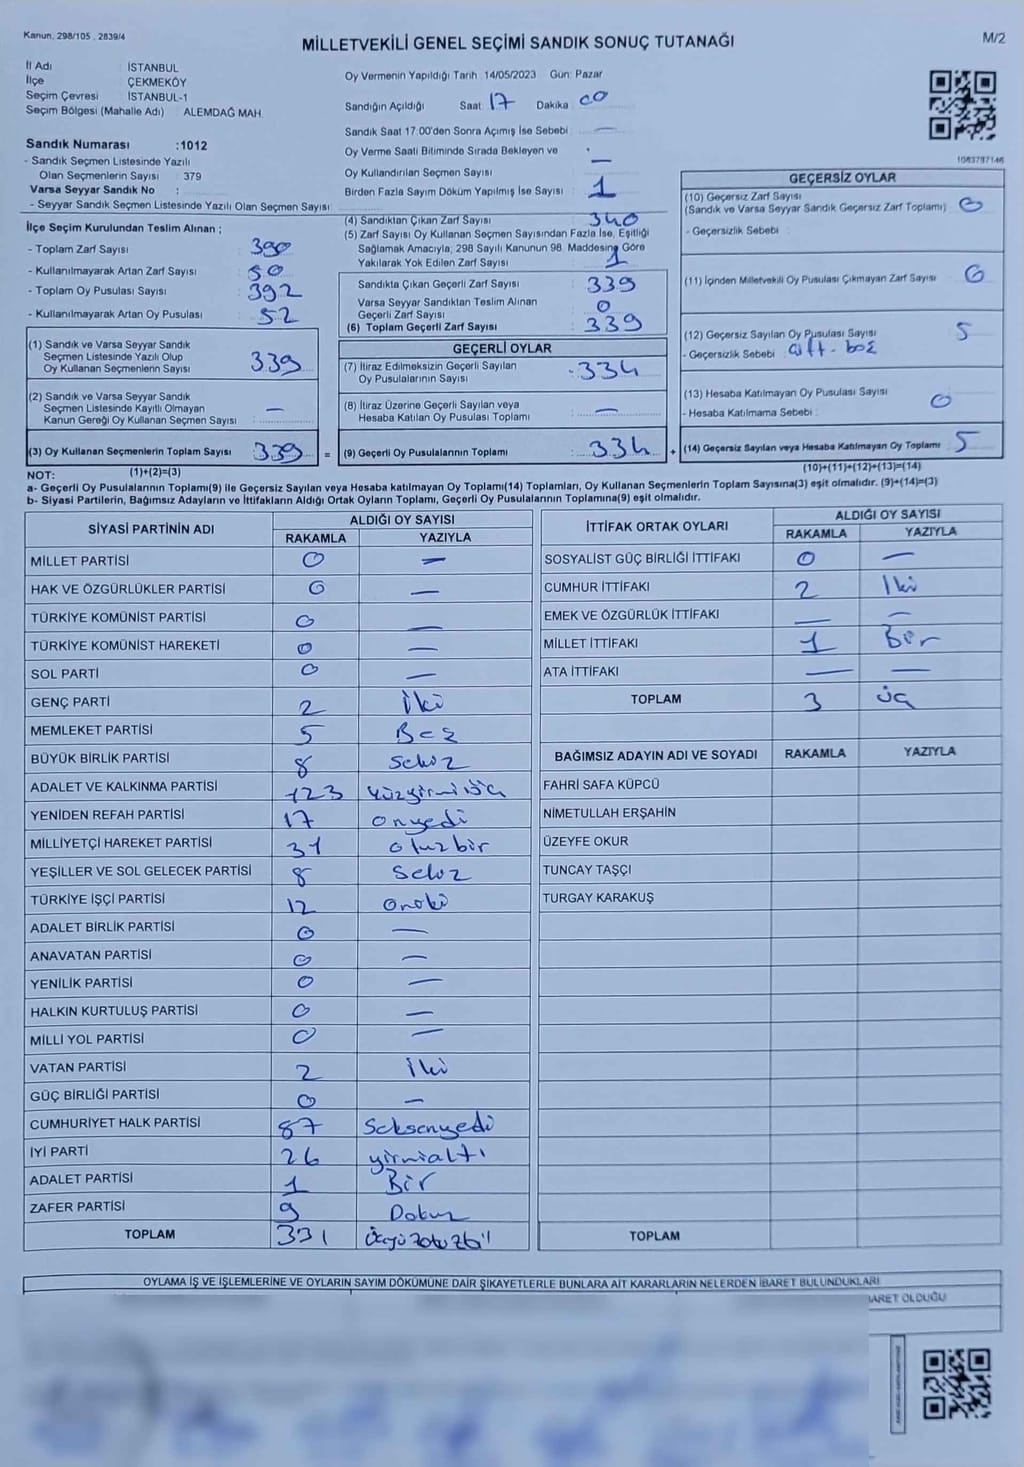 Kanun. 298/105 . 2839/4
MİLLETVEKİLİ GENEL SEÇİMİ SANDIK SONUÇ TUTANAĞI
M/2
İl Adı : İSTANBUL
İlçe : ÇEKMEKÖY
Seçim Çevresi : İSTANBUL-1
Seçim Bölgesi (Mahalle Adı) : ALEMDAĞ MAH.
Sandık Numarası :1012
- Sandık Seçmen Listesinde Yazılı
Olan Seçmenlerin Sayısı : 379
Varsa Seyyar Sandık No :
- Seyyar Sandık Seçmen Listesinde Yazılı Olan Seçmen Sayısı:
Oy Vermenin Yapıldığı Tarih 14/05/2023 Gün: Pazar
Sandığın Açıldığı Saat 17 Dakika 00
Sandık Saat 17:00'den Sonra Açımış İse Sebebi : —
Oy Verme Saati Bitiminde Sırada Bekleyen ve
Oy Kullandırılan Seçmen Sayısı : —
Birden Fazla Sayım Döküm Yapılmış İse Sayısı : 1
1083787146
İlçe Seçim Kurulundan Teslim Alınan ;
- Toplam Zarf Sayısı : 390
- Kullanılmayarak Artan Zarf Sayısı : 50
- Toplam Oy Pusulası Sayısı : 392
- Kullanılmayarak Artan Oy Pusulası : 52
(4) Sandıktan Çıkan Zarf Sayısı : 340
(5) Zarf Sayısı Oy Kullanan Seçmen Sayısından Fazla İse, Eşitliği
Sağlamak Amacıyla, 298 Sayılı Kanunun 98. Maddesine Göre
Yakılarak Yok Edilen Zarf Sayısı : 1
Sandıkta Çıkan Geçerli Zarf Sayısı : 339
Varsa Seyyar Sandıktan Teslim Alınan
Geçerli Zarf Sayısı : 0
(6) Toplam Geçerli Zarf Sayısı : 339
GEÇERSİZ OYLAR
(10) Geçersiz Zarf Sayısı
(Sandık ve Varsa Seyyar Sandık Geçersiz Zarf Toplamı) : 0
- Geçersizlik Sebebi :
(11) İçinden Milletvekili Oy Pusulası Çıkmayan Zarf Sayısı : 0
(12) Geçersiz Sayılan Oy Pusulası Sayısı : 5
- Geçersizlik Sebebi : çift - boş
(13) Hesaba Katılmayan Oy Pusulası Sayısı : 0
- Hesaba Katılmama Sebebi :
(1) Sandık ve Varsa Seyyar Sandık
Seçmen Listesinde Yazılı Olup
Oy Kullanan Seçmenlerin Sayısı : 339
(2) Sandık ve Varsa Seyyar Sandık
Seçmen Listesinde Kayıtlı Olmayan
Kanun Gereği Oy Kullanan Seçmen Sayısı : —
GEÇERLİ OYLAR
(7) İtiraz Edilmeksizin Geçerli Sayılan
Oy Pusulalarının Sayısı : 334
(8) İtiraz Üzerine Geçerli Sayılan veya
Hesaba Katılan Oy Pusulası Toplamı : —
(3) Oy Kullanan Seçmenlerin Toplam Sayısı : 339 = (9) Geçerli Oy Pusulalarının Toplamı : 334 + (14) Geçersiz Sayılan veya Hesaba Katılmayan Oy Toplamı : 5
NOT: (1)+(2)=(3) (10)+(11)+(12)+(13)=(14)
a- Geçerli Oy Pusulalarının Toplamı(9) ile Geçersiz Sayılan veya Hesaba katılmayan Oy Toplamı(14) Toplamları, Oy Kullanan Seçmenlerin Toplam Sayısına(3) eşit olmalıdır. (9)+(14)=(3)
b- Siyasi Partilerin, Bağımsız Adayların ve İttifakların Aldığı Ortak Oyların Toplamı, Geçerli Oy Pusulalarının Toplamına(9) eşit olmalıdır.
SİYASİ PARTİNİN ADI ALDIĞI OY SAYISI
RAKAMLA YAZIYLA
MİLLET PARTİSİ 0 —
HAK VE ÖZGÜRLÜKLER PARTİSİ 0 —
TÜRKİYE KOMÜNİST PARTİSİ 0 —
TÜRKİYE KOMÜNİST HAREKETİ 0 —
SOL PARTİ 0 —
GENÇ PARTİ 2 İki
MEMLEKET PARTİSİ 5 Beş
BÜYÜK BİRLİK PARTİSİ 8 Sekiz
ADALET VE KALKINMA PARTİSİ 123 Yüzyirmiüç
YENİDEN REFAH PARTİSİ 17 Onyedi
MİLLİYETÇİ HAREKET PARTİSİ 31 otuzbir
YEŞİLLER VE SOL GELECEK PARTİSİ 8 Sekiz
TÜRKİYE İŞÇİ PARTİSİ 12 Oniki
ADALET BİRLİK PARTİSİ 0 —
ANAVATAN PARTİSİ 0 —
YENİLİK PARTİSİ 0 —
HALKIN KURTULUŞ PARTİSİ 0 —
MİLLİ YOL PARTİSİ 0 —
VATAN PARTİSİ 2 İki
GÜÇ BİRLİĞİ PARTİSİ 0 —
CUMHURİYET HALK PARTİSİ 87 Seksenyedi
İYİ PARTİ 26 yirmialtı
ADALET PARTİSİ 1 Bir
ZAFER PARTİSİ 9 Dokuz
TOPLAM 331 Üçyüzotuzbir
İTTİFAK ORTAK OYLARI ALDIĞI OY SAYISI
RAKAMLA YAZIYLA
SOSYALİST GÜÇ BİRLİĞİ İTTİFAKI 0 —
CUMHUR İTTİFAKI 2 İki
EMEK VE ÖZGÜRLÜK İTTİFAKI — —
MİLLET İTTİFAKI 1 Bir
ATA İTTİFAKI — —
TOPLAM 3 üç
BAĞIMSIZ ADAYIN ADI VE SOYADI RAKAMLA YAZIYLA
FAHRİ SAFA KÜPCÜ
NİMETULLAH ERŞAHİN
ÜZEYFE OKUR
TUNCAY TAŞÇI
TURGAY KARAKUŞ
TOPLAM
OYLAMA İŞ VE İŞLEMLERİNE VE OYLARIN SAYIM DÖKÜMÜNE DAİR ŞİKAYETLERLE BUNLARA AİT KARARLARIN NELERDEN İBARET BULUNDUKLARI
BARET OLDUĞU